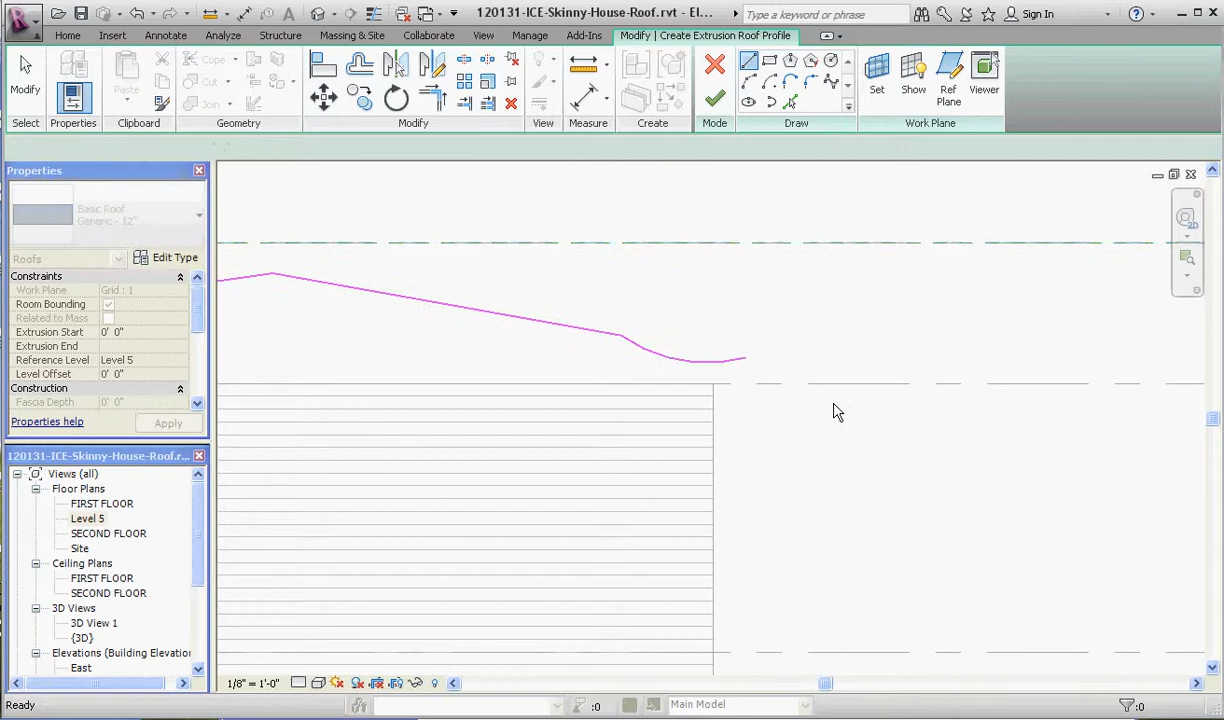 120131-ICE-Skinny-House-Roof.rvt - El...
Type a keyword or phrase
Sign In
Home Insert Annotate Analyze Structure Massing & Site Collaborate View Manage Add-Ins Modify | Create Extrusion Roof Profile
Modify
Paste
Cope
Cut
Join
Set Show Ref Plane Viewer
Select Properties Clipboard Geometry Modify View Measure Create Mode Draw Work Plane
Properties
Basic Roof
Generic - 12"
Roofs
Edit Type
Constraints
Work Plane Grid : 1
Room Bounding
Related to Mass
Extrusion Start 0' 0"
Extrusion End
Reference Level Level 5
Level Offset 0' 0"
Construction
Fascia Depth 0' 0"
Properties help
Apply
120131-ICE-Skinny-House-Roof.r...
Views (all)
Floor Plans
FIRST FLOOR
Level 5
SECOND FLOOR
Site
Ceiling Plans
FIRST FLOOR
SECOND FLOOR
3D Views
3D View 1
{3D}
Elevations (Building Elevation
East
2D
1/8" = 1'-0"
Ready
:0
Main Model
:0